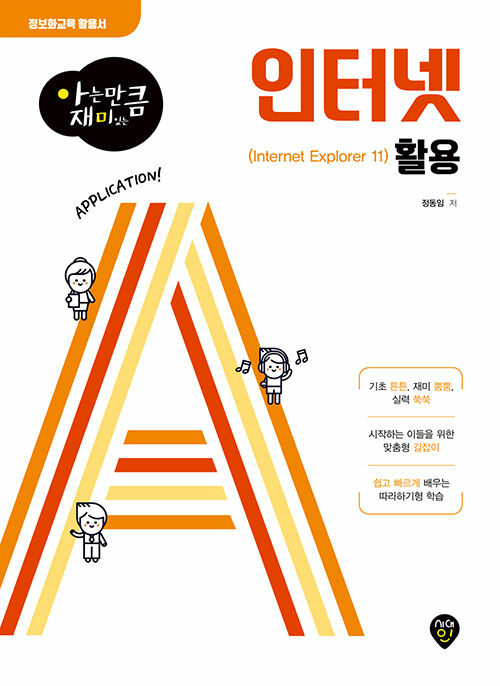 정보화교육 활용서
아는만큼
재미있는
인터넷
(Internet Explorer 11) 활용
정동임 저
APPLICATION!
기초 튼튼, 재미 뿜뿜,
실력 쑥쑥
시작하는 이들을 위한
맞춤형 길잡이
쉽고 빠르게 배우는
따라하기형 학습
시대
인